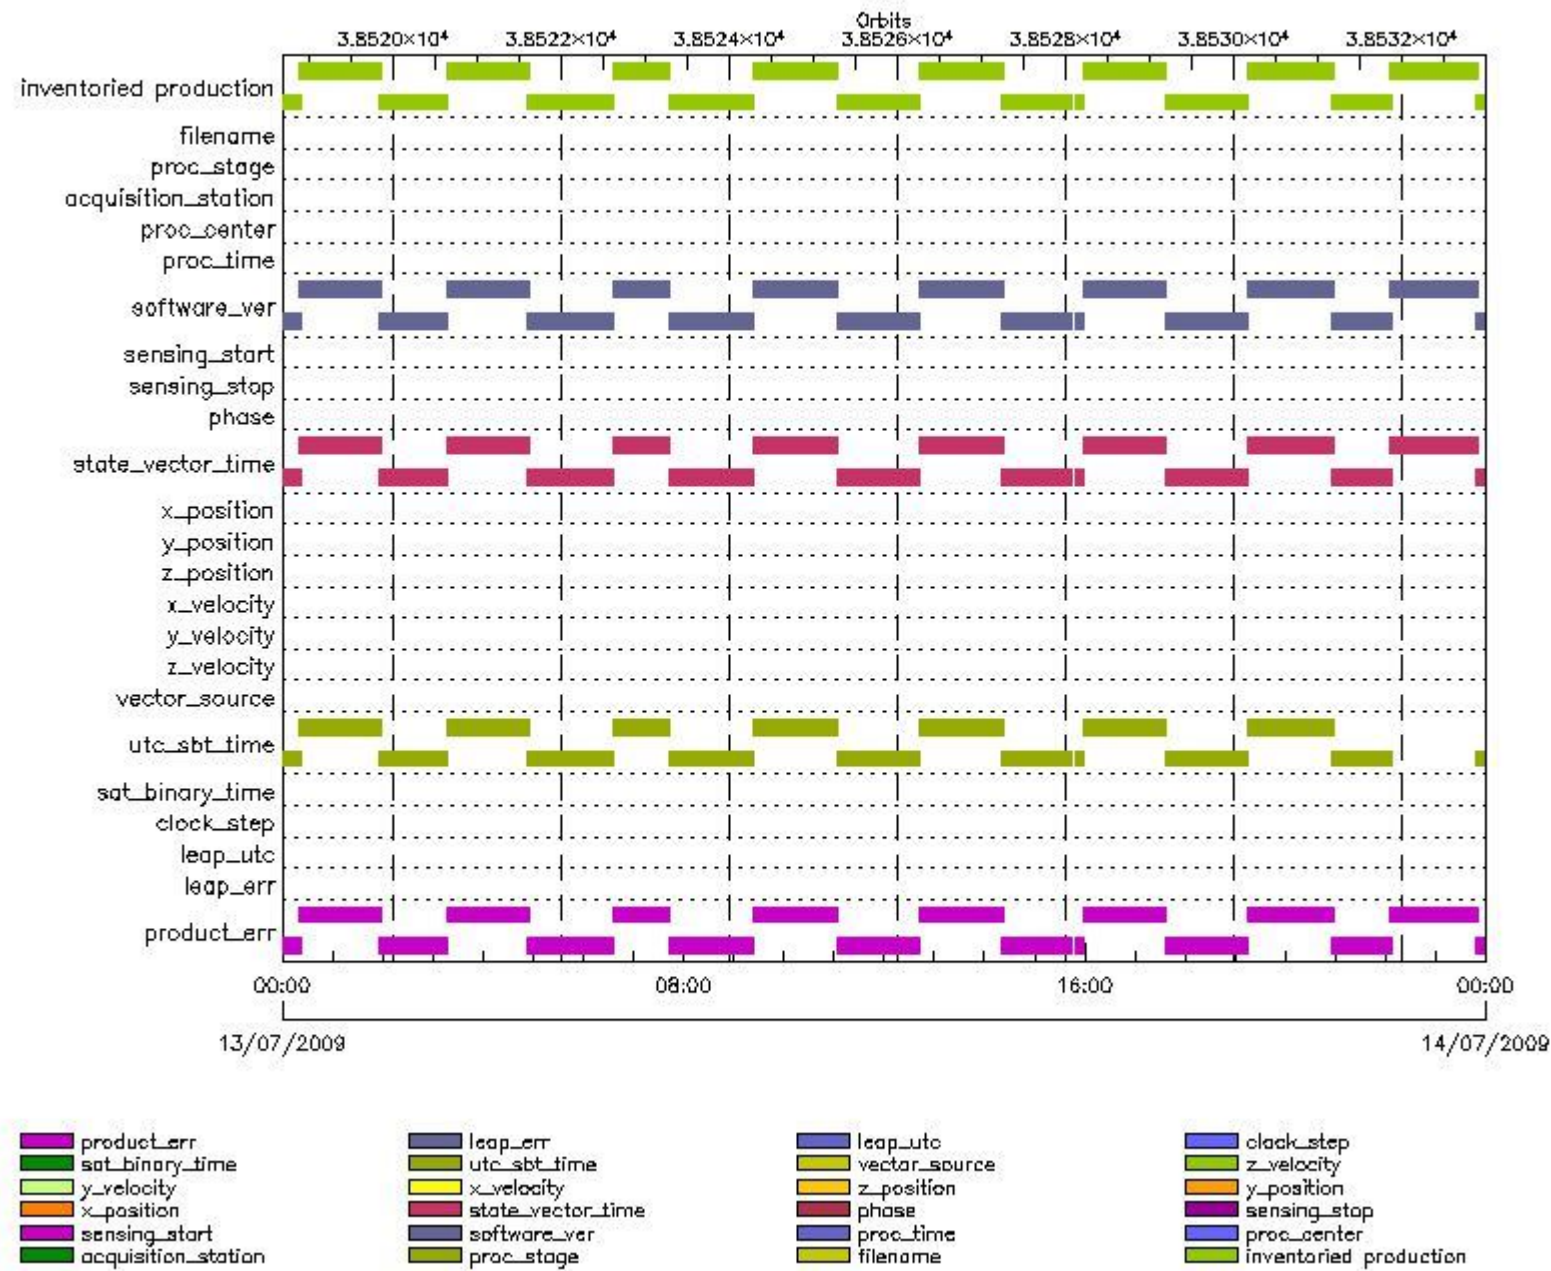 Orbits
3.8520×10⁴ 3.8522×10⁴ 3.8524×10⁴ 3.8526×10⁴ 3.8528×10⁴ 3.8530×10⁴ 3.8532×10⁴
inventoried production
filename
proc_stage
acquisition_station
proc_center
proc_time
software_ver
sensing_start
sensing_stop
phase
state_vector_time
x_position
y_position
z_position
x_velocity
y_velocity
z_velocity
vector_source
utc_sbt_time
sat_binary_time
clock_step
leap_utc
leap_err
product_err
00:00 08:00 16:00 00:00
13/07/2009 14/07/2009
product_err leap_err leap_utc clock_step
sat_binary_time utc_sbt_time vector_source z_velocity
y_velocity x_velocity z_position y_position
x_position state_vector_time phase sensing_stop
sensing_start software_ver proc_time proc_center
acquisition_station proc_stage filename inventoried production